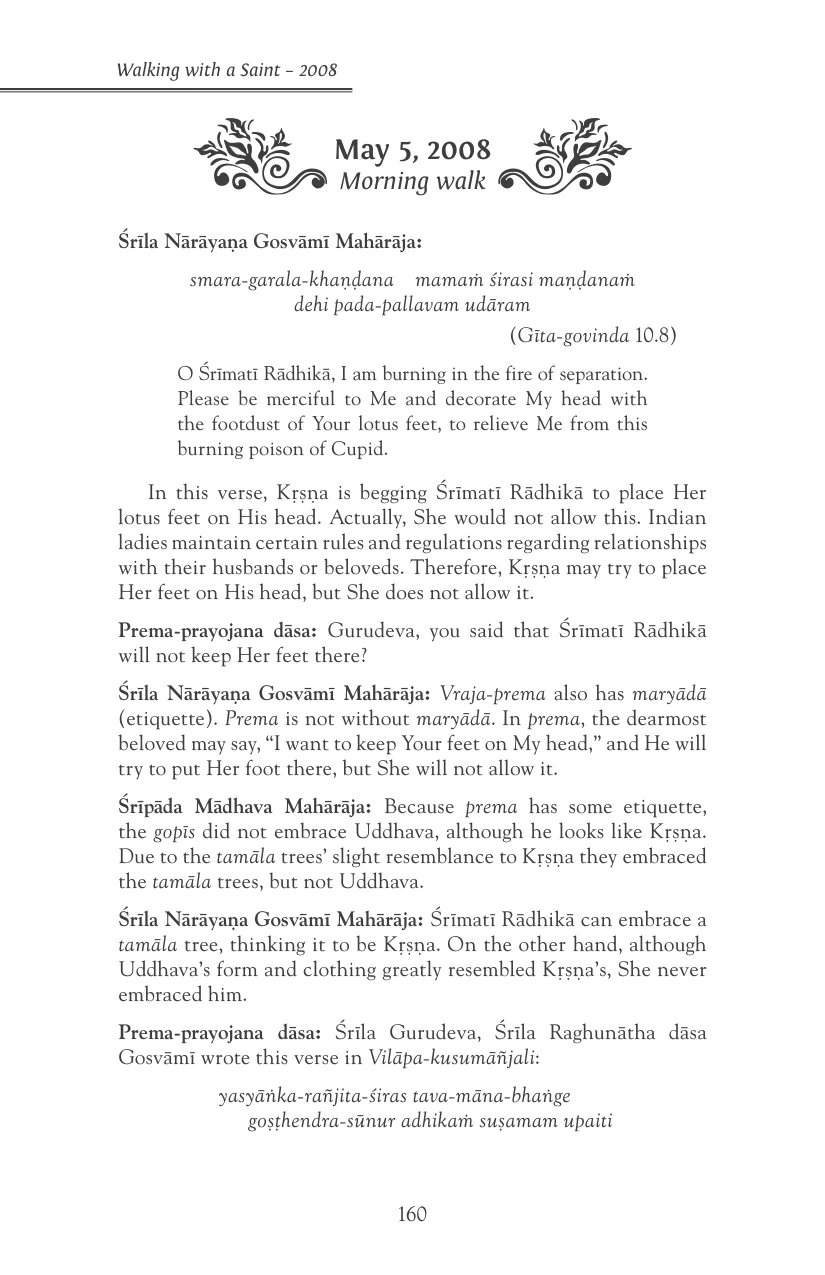 Walking with a Saint – 2008
May 5, 2008
Morning walk
Śrīla Nārāyaṇa Gosvāmī Mahārāja:
smara-garala-khaṇḍana mamaṁ śirasi maṇḍanaṁ
dehi pada-pallavam udāram
(Gīta-govinda 10.8)
O Śrīmatī Rādhikā, I am burning in the fire of separation.
Please be merciful to Me and decorate My head with
the footdust of Your lotus feet, to relieve Me from this
burning poison of Cupid.
In this verse, Kṛṣṇa is begging Śrīmatī Rādhikā to place Her
lotus feet on His head. Actually, She would not allow this. Indian
ladies maintain certain rules and regulations regarding relationships
with their husbands or beloveds. Therefore, Kṛṣṇa may try to place
Her feet on His head, but She does not allow it.
Prema-prayojana dāsa: Gurudeva, you said that Śrīmatī Rādhikā
will not keep Her feet there?
Śrīla Nārāyaṇa Gosvāmī Mahārāja: Vraja-prema also has maryādā
(etiquette). Prema is not without maryādā. In prema, the dearmost
beloved may say, “I want to keep Your feet on My head,” and He will
try to put Her foot there, but She will not allow it.
Śrīpāda Mādhava Mahārāja: Because prema has some etiquette,
the gopīs did not embrace Uddhava, although he looks like Kṛṣṇa.
Due to the tamāla trees’ slight resemblance to Kṛṣṇa they embraced
the tamāla trees, but not Uddhava.
Śrīla Nārāyaṇa Gosvāmī Mahārāja: Śrīmatī Rādhikā can embrace a
tamāla tree, thinking it to be Kṛṣṇa. On the other hand, although
Uddhava’s form and clothing greatly resembled Kṛṣṇa’s, She never
embraced him.
Prema-prayojana dāsa: Śrīla Gurudeva, Śrīla Raghunātha dāsa
Gosvāmī wrote this verse in Vilāpa-kusumāñjali:
yasyāṅka-rañjita-śiras tava-māna-bhaṅge
goṣṭhendra-sūnur adhikaṁ suṣamam upaiti
160